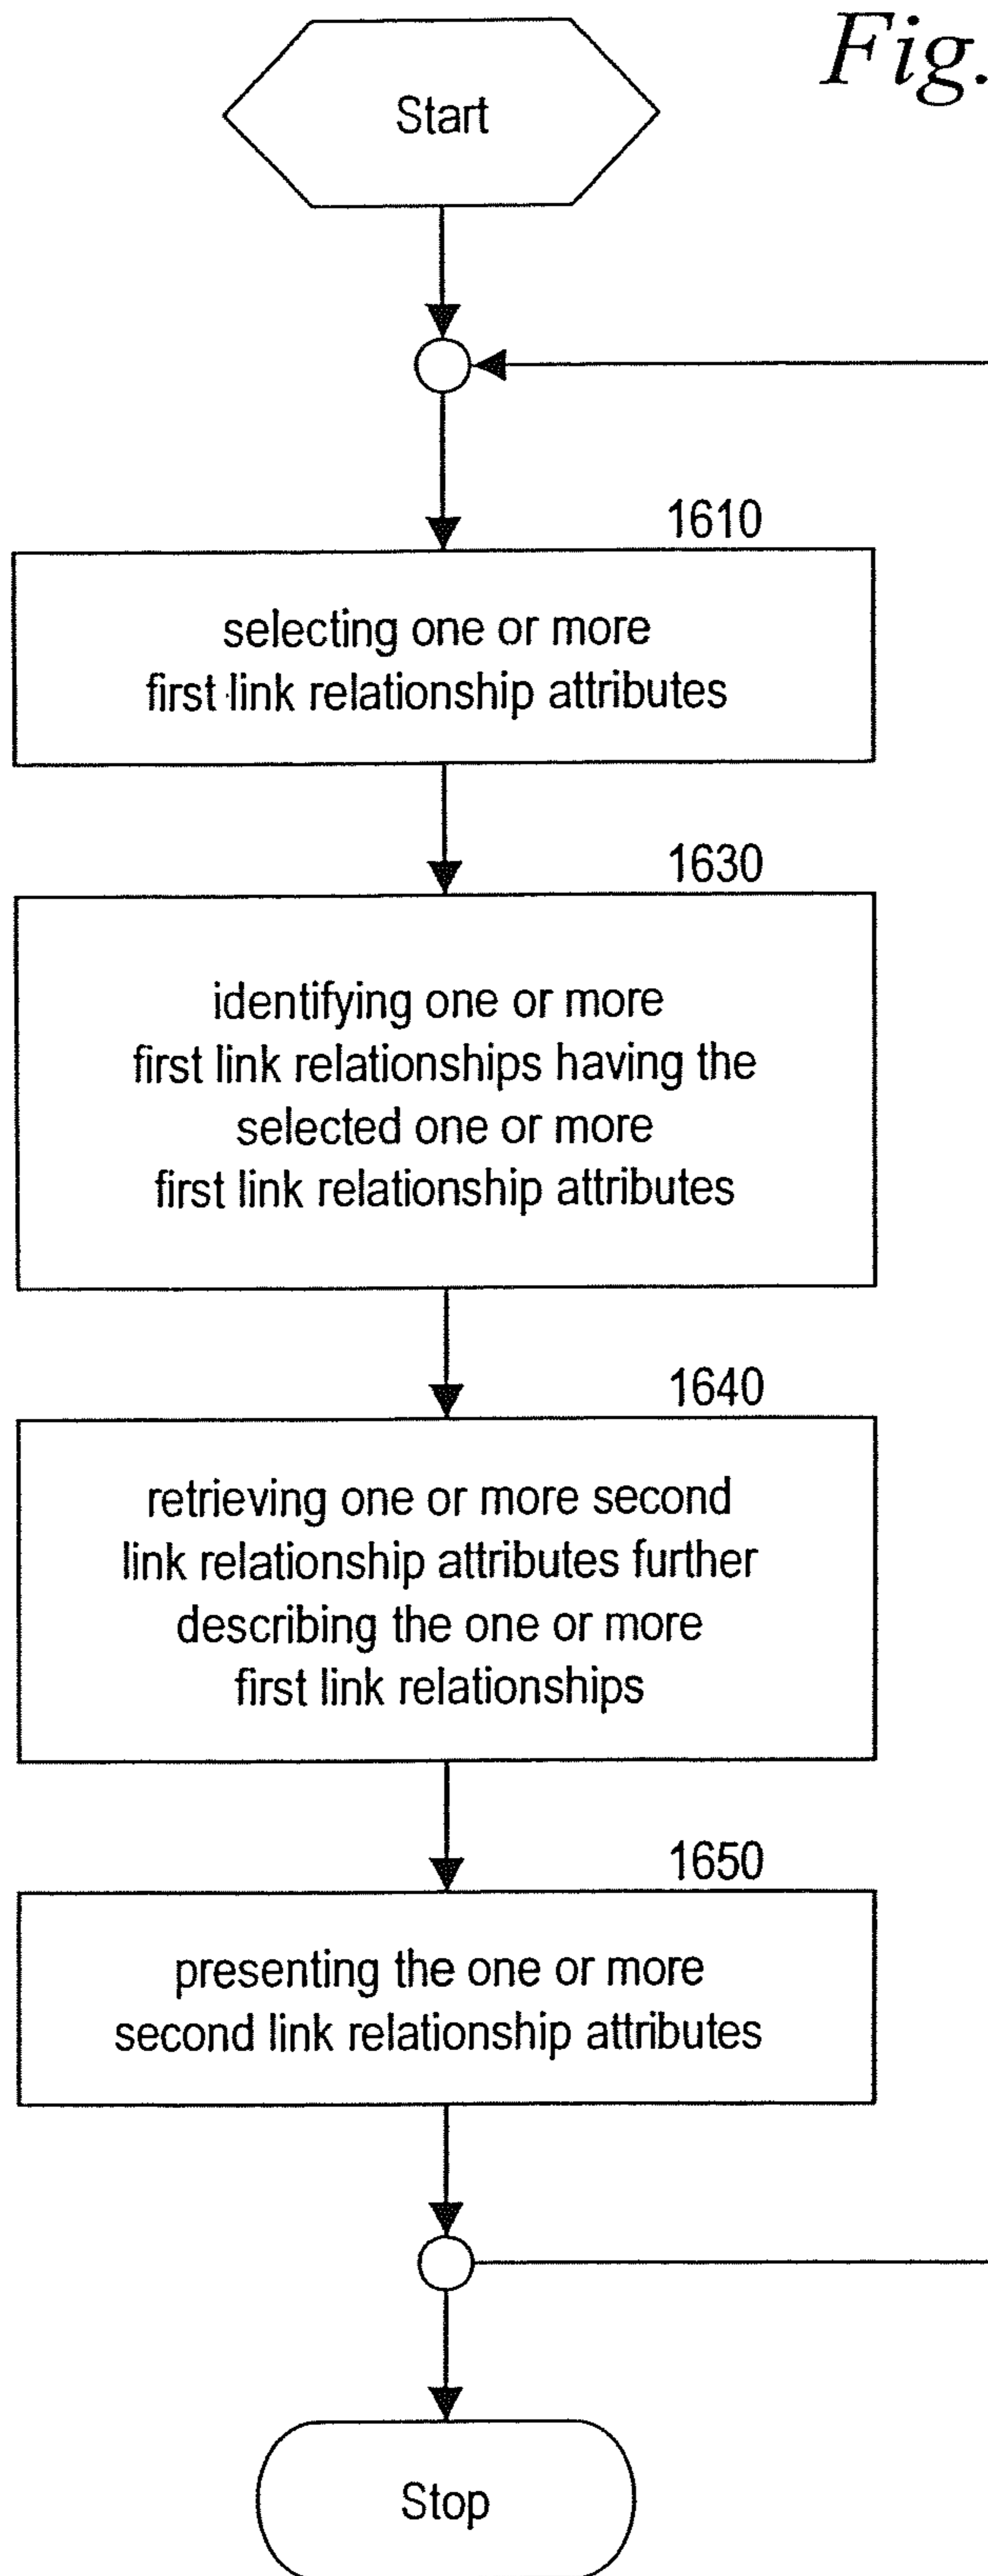 Fig.
Start
1610
selecting one or more
first link relationship attributes
1630
identifying one or more
first link relationships having the
selected one or more
first link relationship attributes
1640
retrieving one or more second
link relationship attributes further
describing the one or more
first link relationships
1650
presenting the one or more
second link relationship attributes
Stop